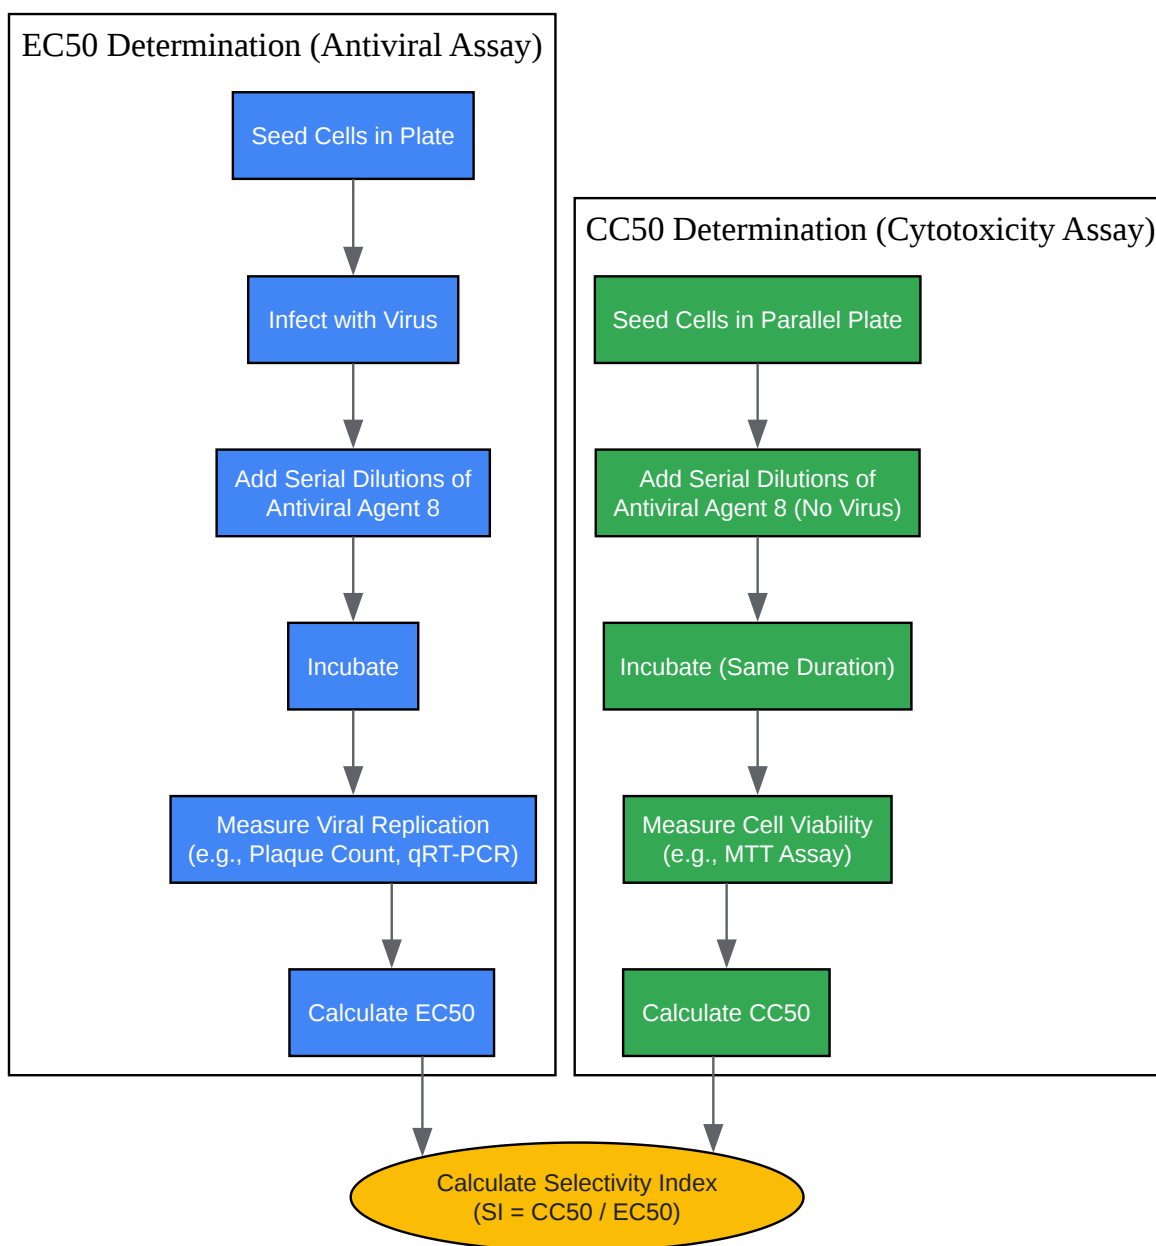 EC50 Determination (Antiviral Assay)
Seed Cells in Plate
Infect with Virus
Add Serial Dilutions of
Antiviral Agent 8
Incubate
Measure Viral Replication
(e.g., Plaque Count, qRT-PCR)
Calculate EC50
CC50 Determination (Cytotoxicity Assay)
Seed Cells in Parallel Plate
Add Serial Dilutions of
Antiviral Agent 8 (No Virus)
Incubate (Same Duration)
Measure Cell Viability
(e.g., MTT Assay)
Calculate CC50
Calculate Selectivity Index
(SI = CC50 / EC50)